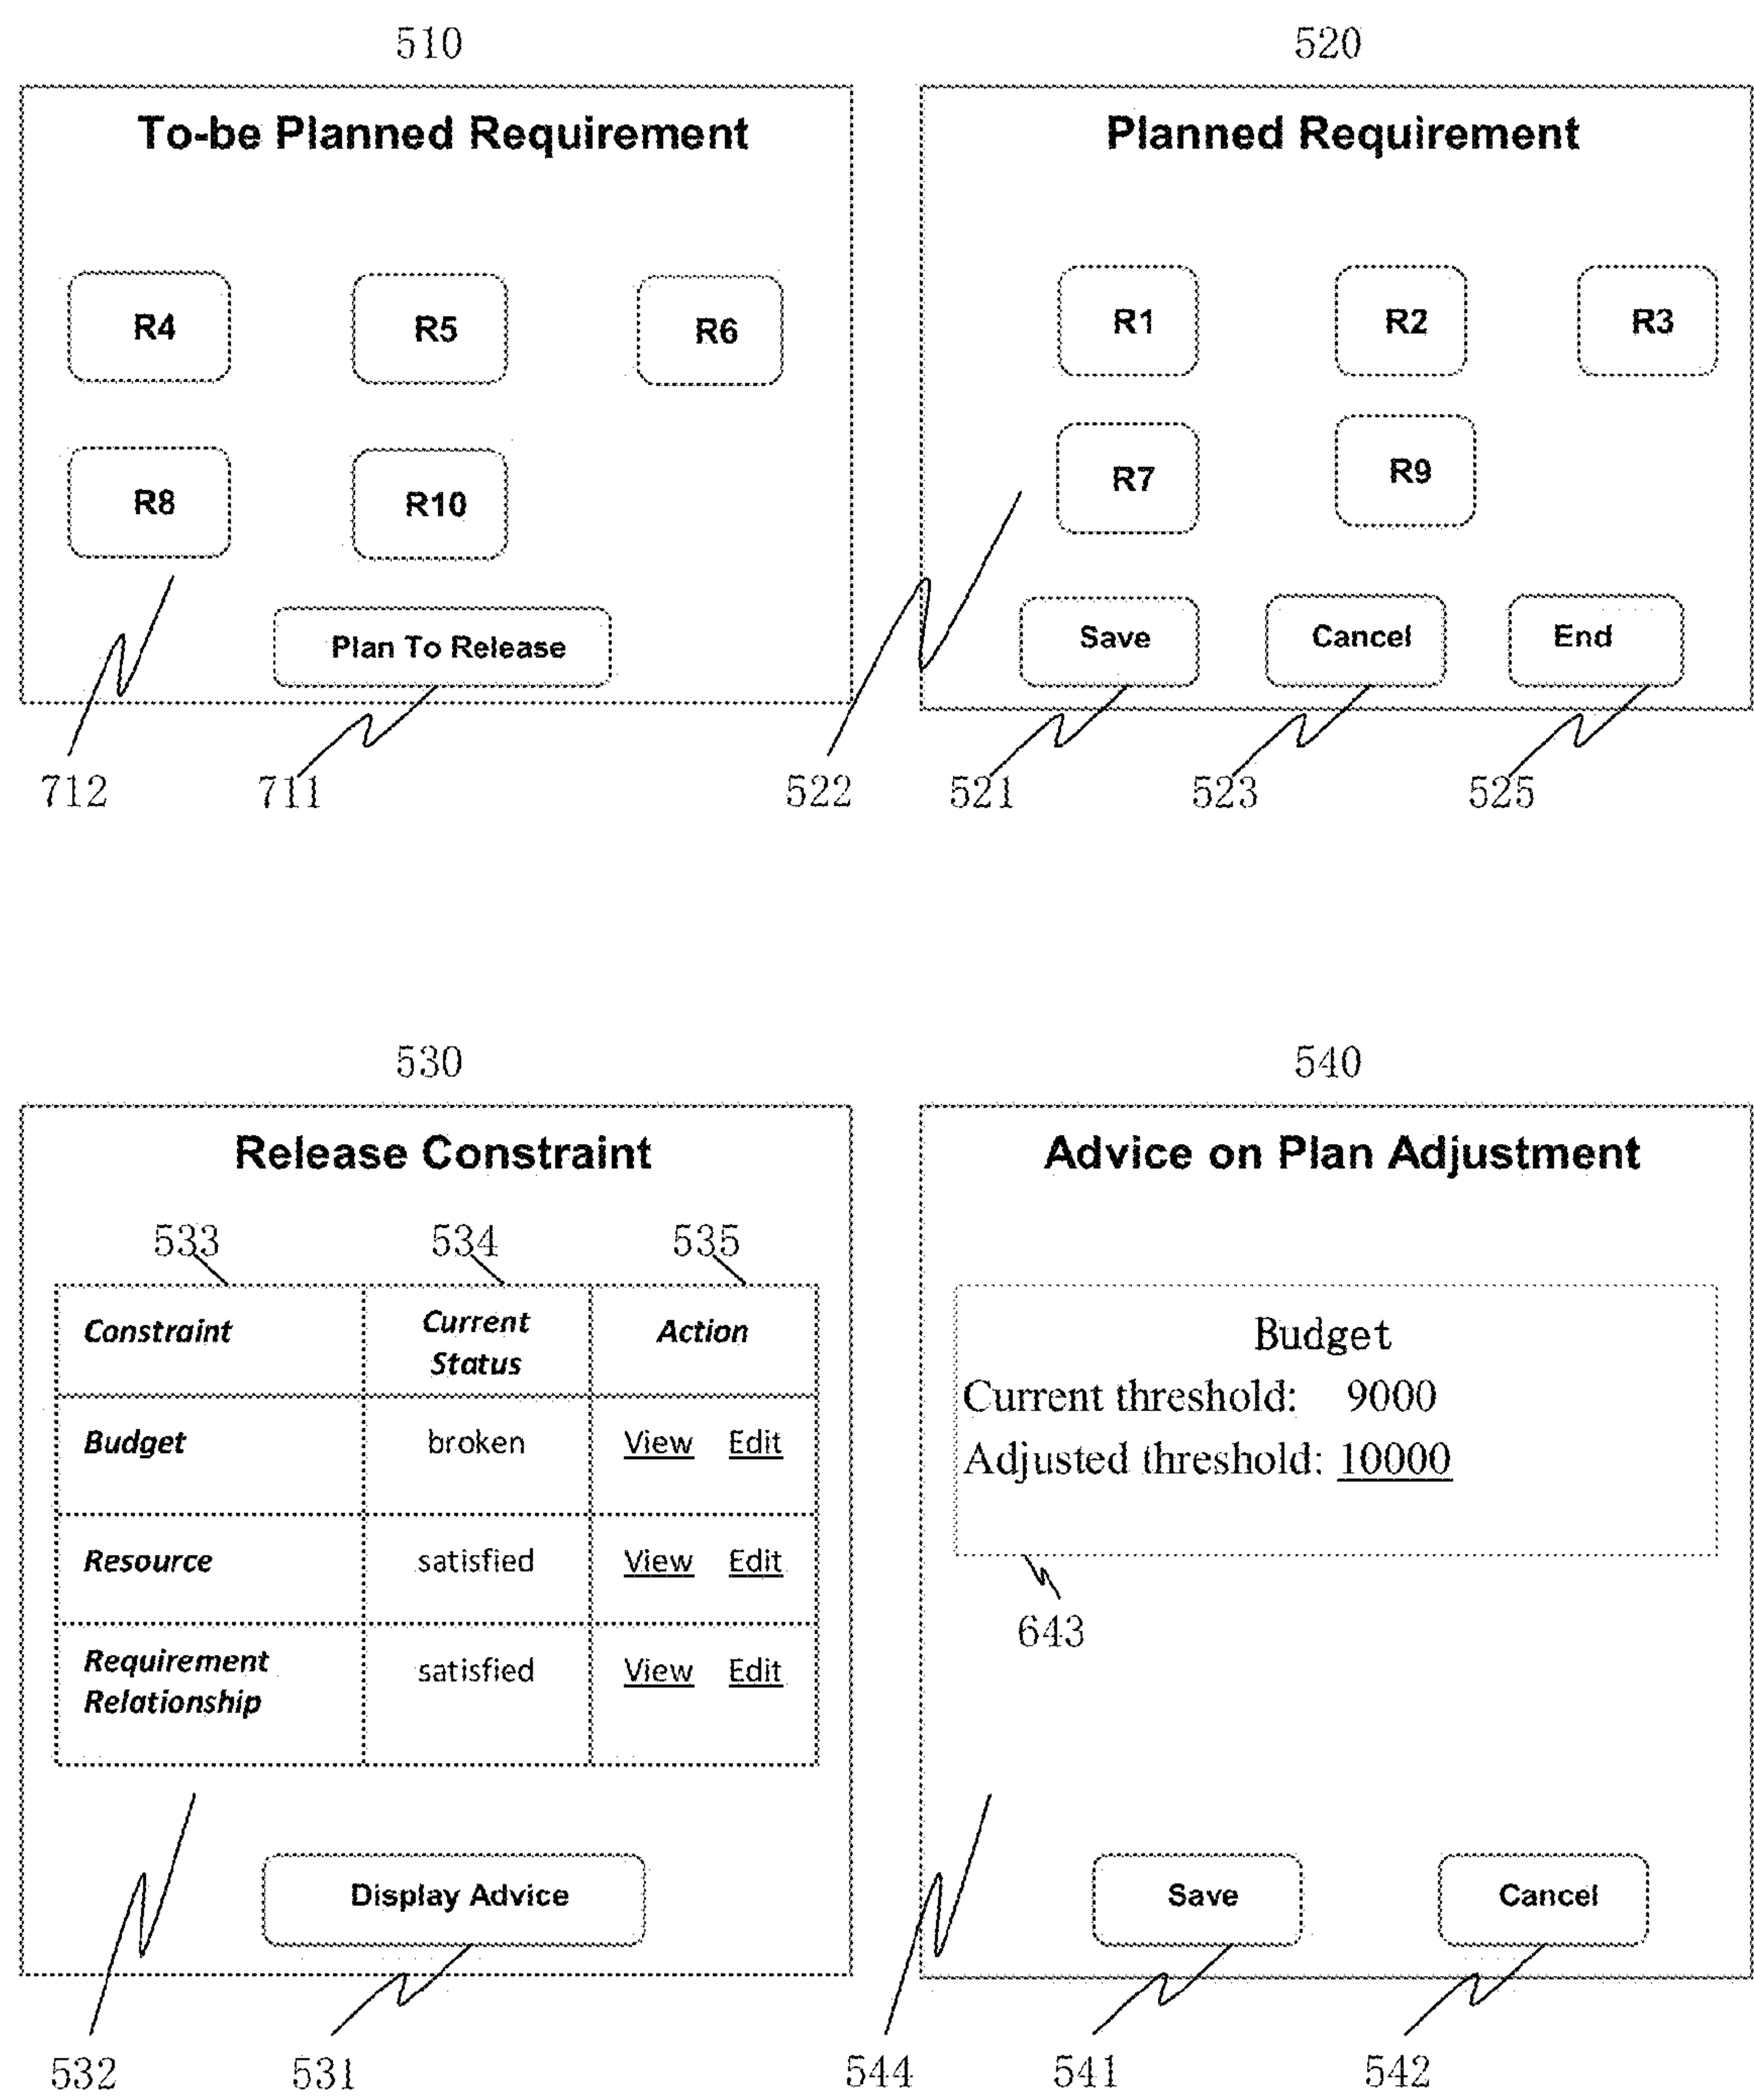 510
To-be Planned Requirement
R4 R5 R6
R8 R10
Plan To Release
712 711
520
Planned Requirement
R1 R2 R3
R7 R9
Save Cancel End
522 521 523 525
530
Release Constraint
533 534 535
Constraint Current Status Action
Budget broken View Edit
Resource satisfied View Edit
Requirement Relationship satisfied View Edit
Display Advice
532 531
540
Advice on Plan Adjustment
Budget
Current threshold: 9000
Adjusted threshold: 10000
643
Save Cancel
544 541 542